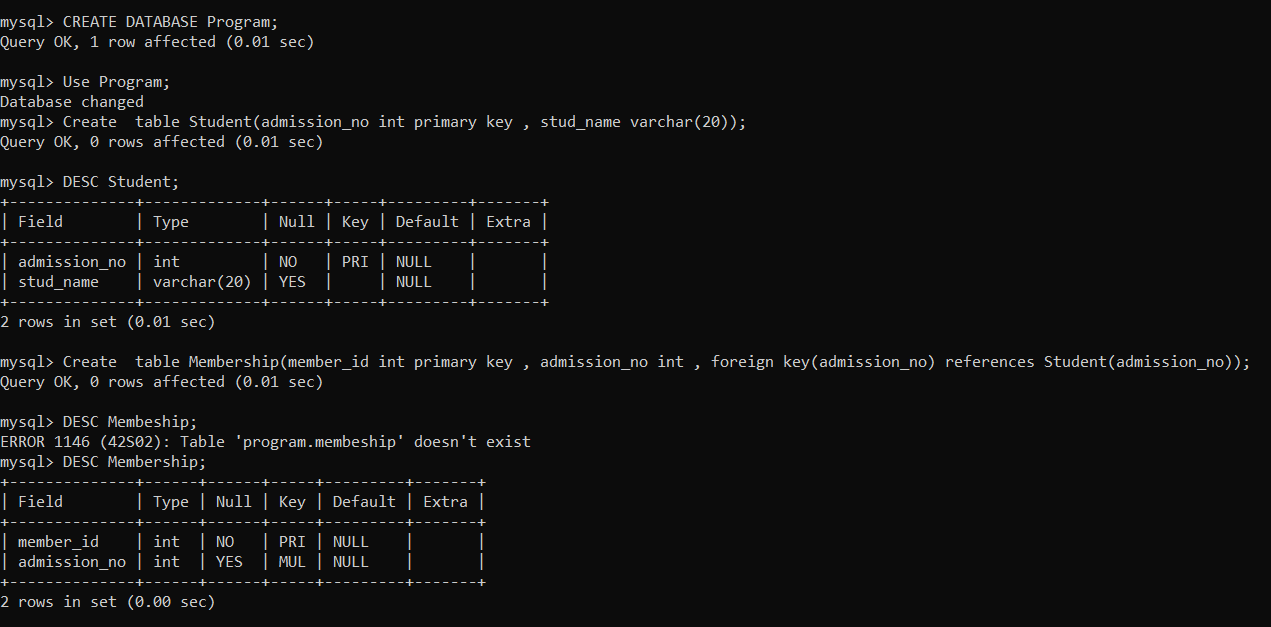 mysql> CREATE DATABASE Program;
Query OK, 1 row affected (0.01 sec)
mysql> Use Program;
Database changed
mysql> Create  table Student(admission_no int primary key , stud_name varchar(20));
Query OK, 0 rows affected (0.01 sec)
mysql> DESC Student;
+--------------+-------------+------+-----+---------+-------+
| Field        | Type        | Null | Key | Default | Extra |
+--------------+-------------+------+-----+---------+-------+
| admission_no | int         | NO   | PRI | NULL    |       |
| stud_name    | varchar(20) | YES  |     | NULL    |       |
+--------------+-------------+------+-----+---------+-------+
2 rows in set (0.01 sec)
mysql> Create  table Membership(member_id int primary key , admission_no int , foreign key(admission_no) references Student(admission_no));
Query OK, 0 rows affected (0.01 sec)
mysql> DESC Membeship;
ERROR 1146 (42S02): Table 'program.membeship' doesn't exist
mysql> DESC Membership;
+--------------+------+------+-----+---------+-------+
| Field        | Type | Null | Key | Default | Extra |
+--------------+------+------+-----+---------+-------+
| member_id    | int  | NO   | PRI | NULL    |       |
| admission_no | int  | YES  | MUL | NULL    |       |
+--------------+------+------+-----+---------+-------+
2 rows in set (0.00 sec)